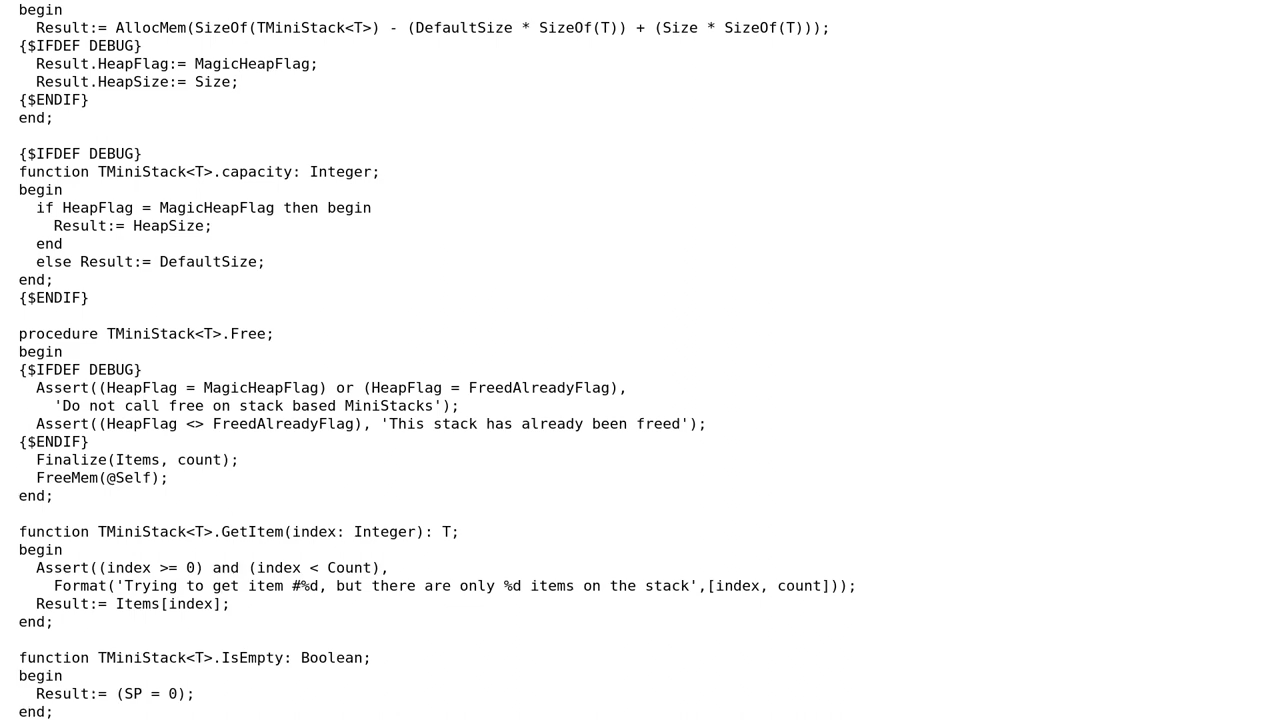 begin
  Result:= AllocMem(SizeOf(TMiniStack<T>) - (DefaultSize * SizeOf(T)) + (Size * SizeOf(T)));
{$IFDEF DEBUG}
  Result.HeapFlag:= MagicHeapFlag;
  Result.HeapSize:= Size;
{$ENDIF}
end;

{$IFDEF DEBUG}
function TMiniStack<T>.capacity: Integer;
begin
  if HeapFlag = MagicHeapFlag then begin
    Result:= HeapSize;
  end
  else Result:= DefaultSize;
end;
{$ENDIF}

procedure TMiniStack<T>.Free;
begin
{$IFDEF DEBUG}
  Assert((HeapFlag = MagicHeapFlag) or (HeapFlag = FreedAlreadyFlag),
    'Do not call free on stack based MiniStacks');
  Assert((HeapFlag <> FreedAlreadyFlag), 'This stack has already been freed');
{$ENDIF}
  Finalize(Items, count);
  FreeMem(@Self);
end;

function TMiniStack<T>.GetItem(index: Integer): T;
begin
  Assert((index >= 0) and (index < Count),
    Format('Trying to get item #%d, but there are only %d items on the stack',[index, count]));
  Result:= Items[index];
end;

function TMiniStack<T>.IsEmpty: Boolean;
begin
  Result:= (SP = 0);
end;